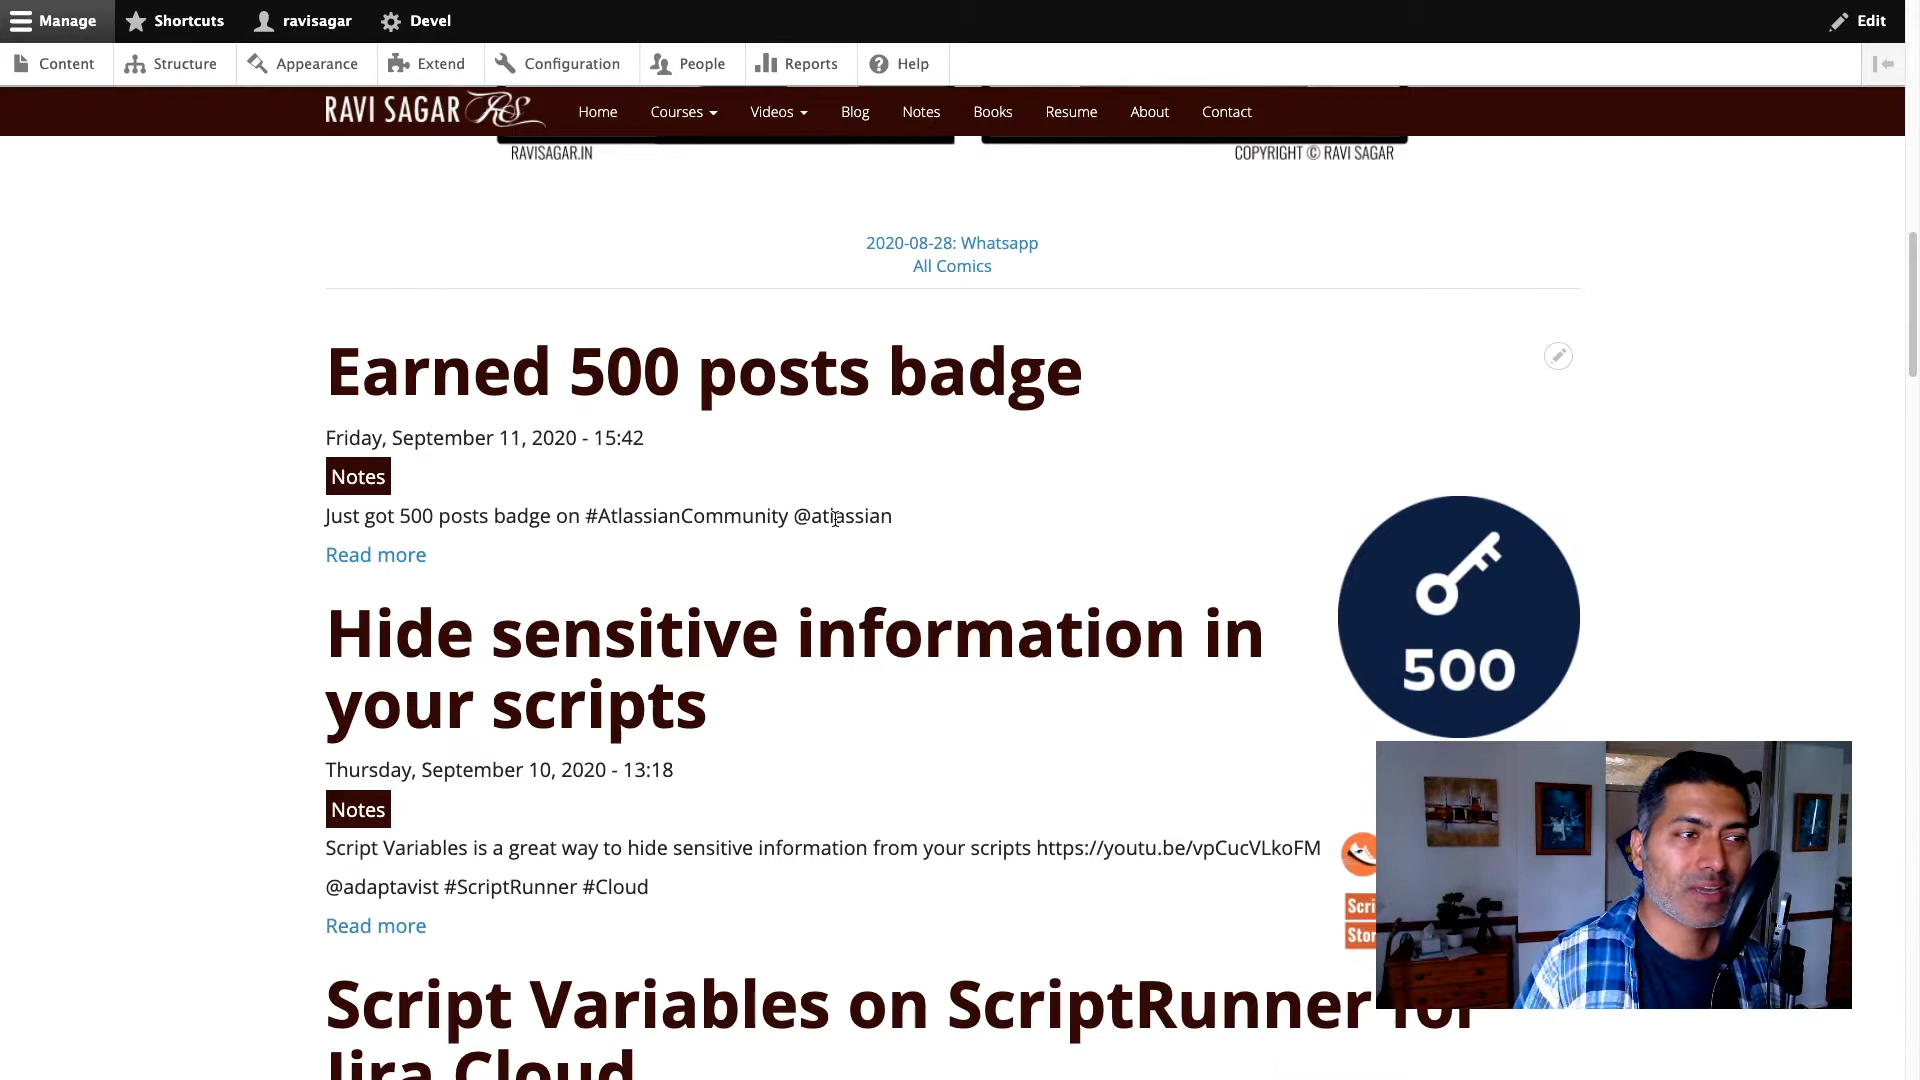 Manage Shortcuts ravisagar Devel Edit
Content Structure Appearance Extend Configuration People Reports Help
RAVI SAGAR RS Home Courses Videos Blog Notes Books Resume About Contact
RAVISAGAR.IN COPYRIGHT © RAVI SAGAR
2020-08-28: Whatsapp
All Comics
Earned 500 posts badge
Friday, September 11, 2020 - 15:42
Notes
Just got 500 posts badge on #AtlassianCommunity @atlassian
Read more
500
Hide sensitive information in
your scripts
Thursday, September 10, 2020 - 13:18
Notes
Script Variables is a great way to hide sensitive information from your scripts https://youtu.be/vpCucVLkoFM
@adaptavist #ScriptRunner #Cloud
Scri
Stor
Read more
Script Variables on ScriptRunner for
Jira Cloud